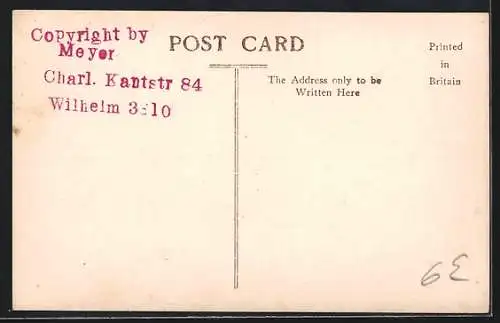 Copyright by
Meyer
Charl. Kantstr 84
Wilhelm
POST CARD
The Address only to be
Written Here
Printed
in
Britain
6E